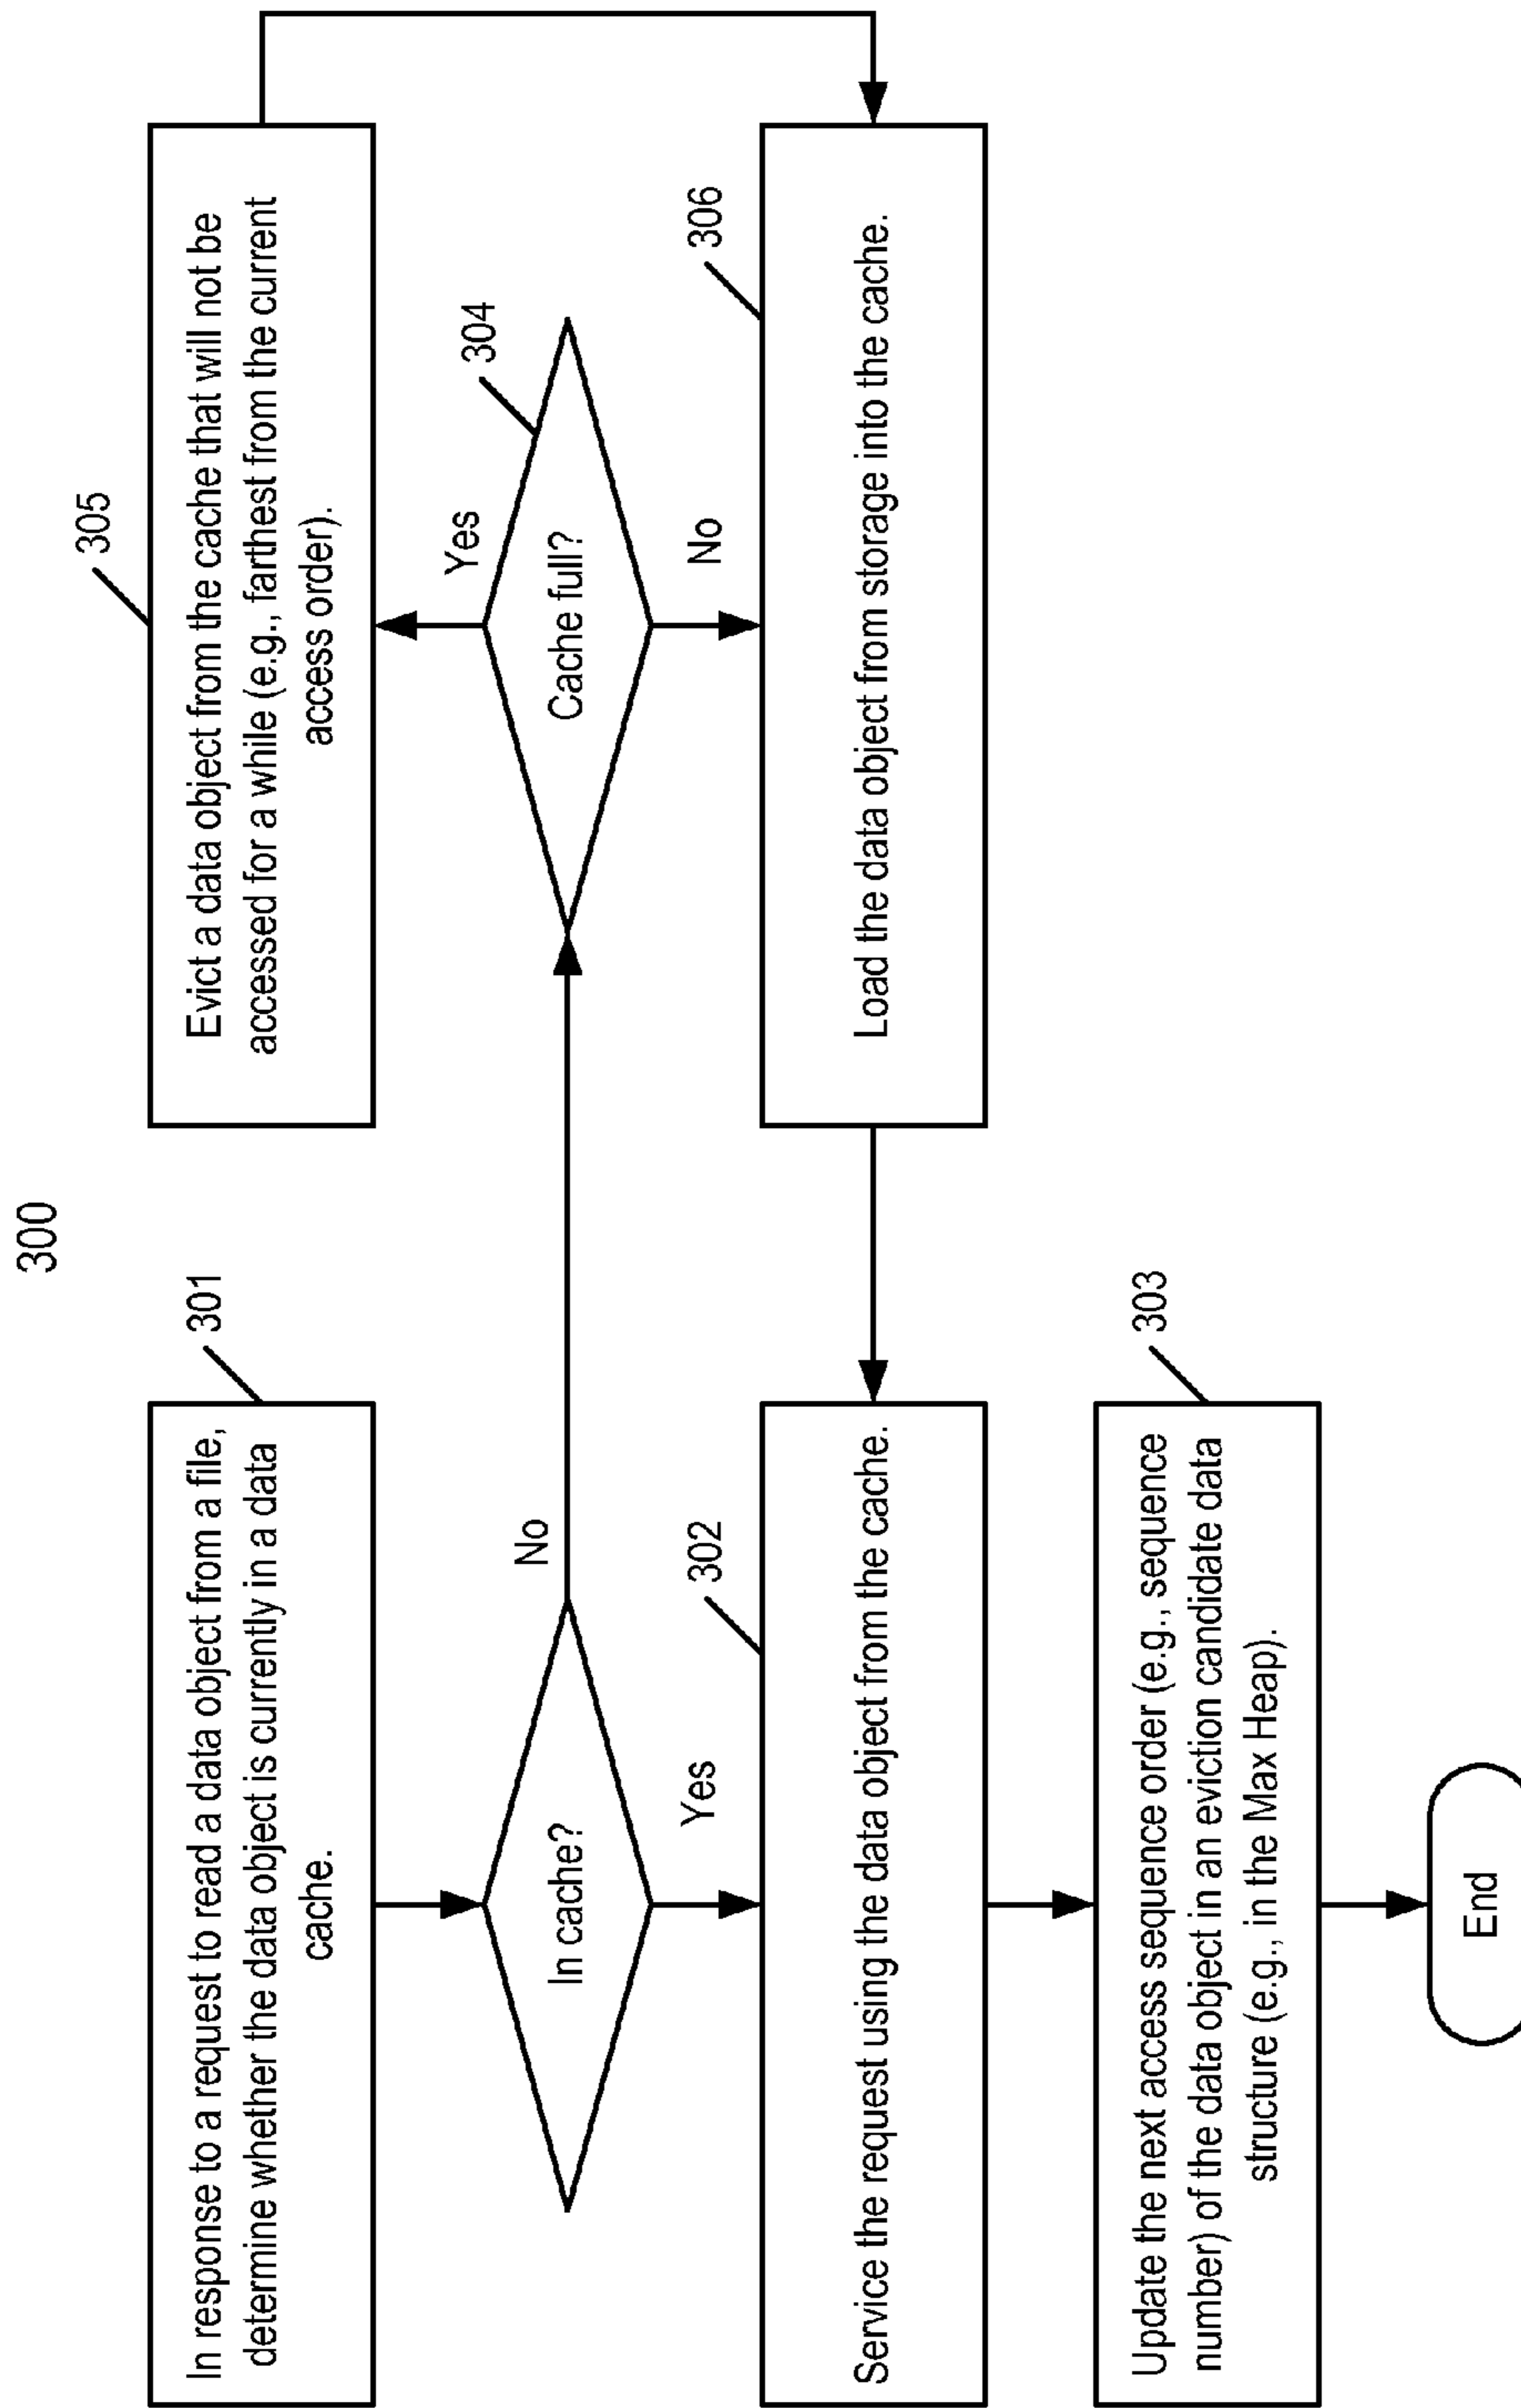 300
301
In response to a request to read a data object from a file,
determine whether the data object is currently in a data
cache.
In cache?
No
Yes
302
Service the request using the data object from the cache.
303
Update the next access sequence order (e.g., sequence
number) of the data object in an eviction candidate data
structure (e.g., in the Max Heap).
End
305
Evict a data object from the cache that will not be
accessed for a while (e.g., farthest from the current
access order).
Yes
304
Cache full?
No
306
Load the data object from storage into the cache.